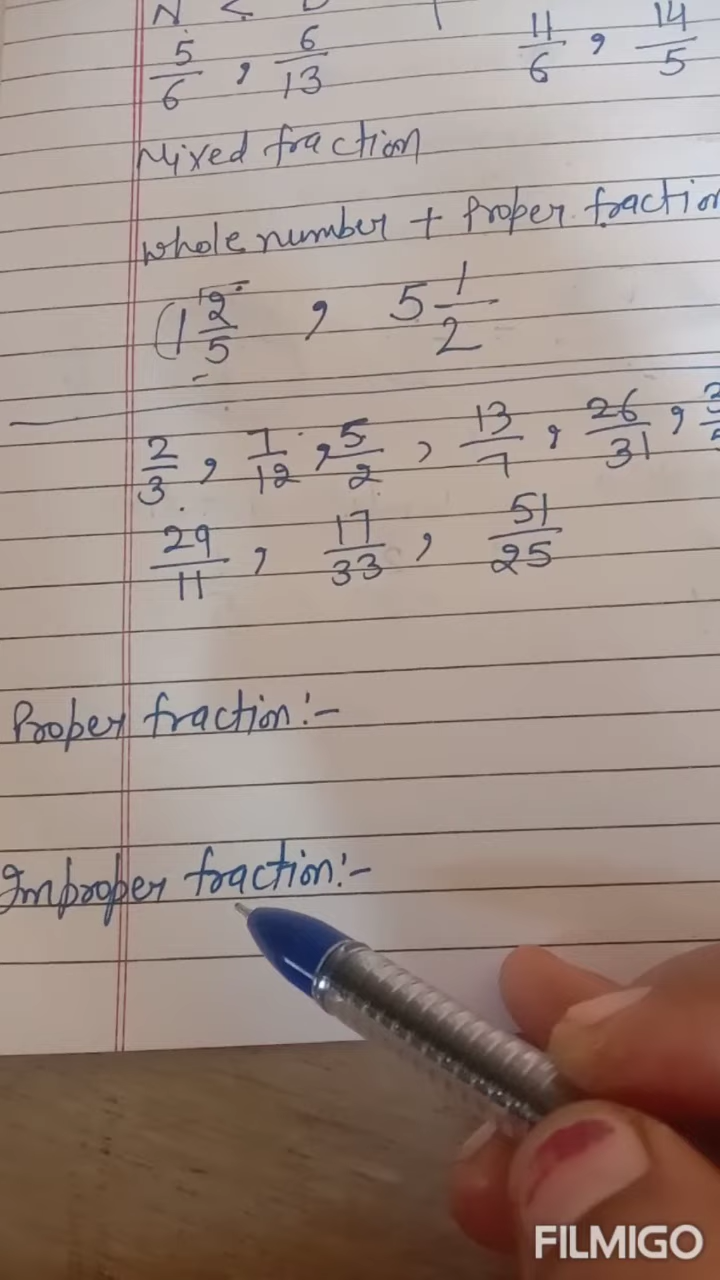 N <
5/6 , 6/13 11/6 , 14/5
Mixed fraction
whole number + Proper fraction
(1 2/5 , 5 1/2
2/3 , 7/12 , 5/2 , 13/7 , 26/31 ,
29/11 , 17/33 , 51/25
Proper fraction:-
Improper fraction:-
FILMIGO